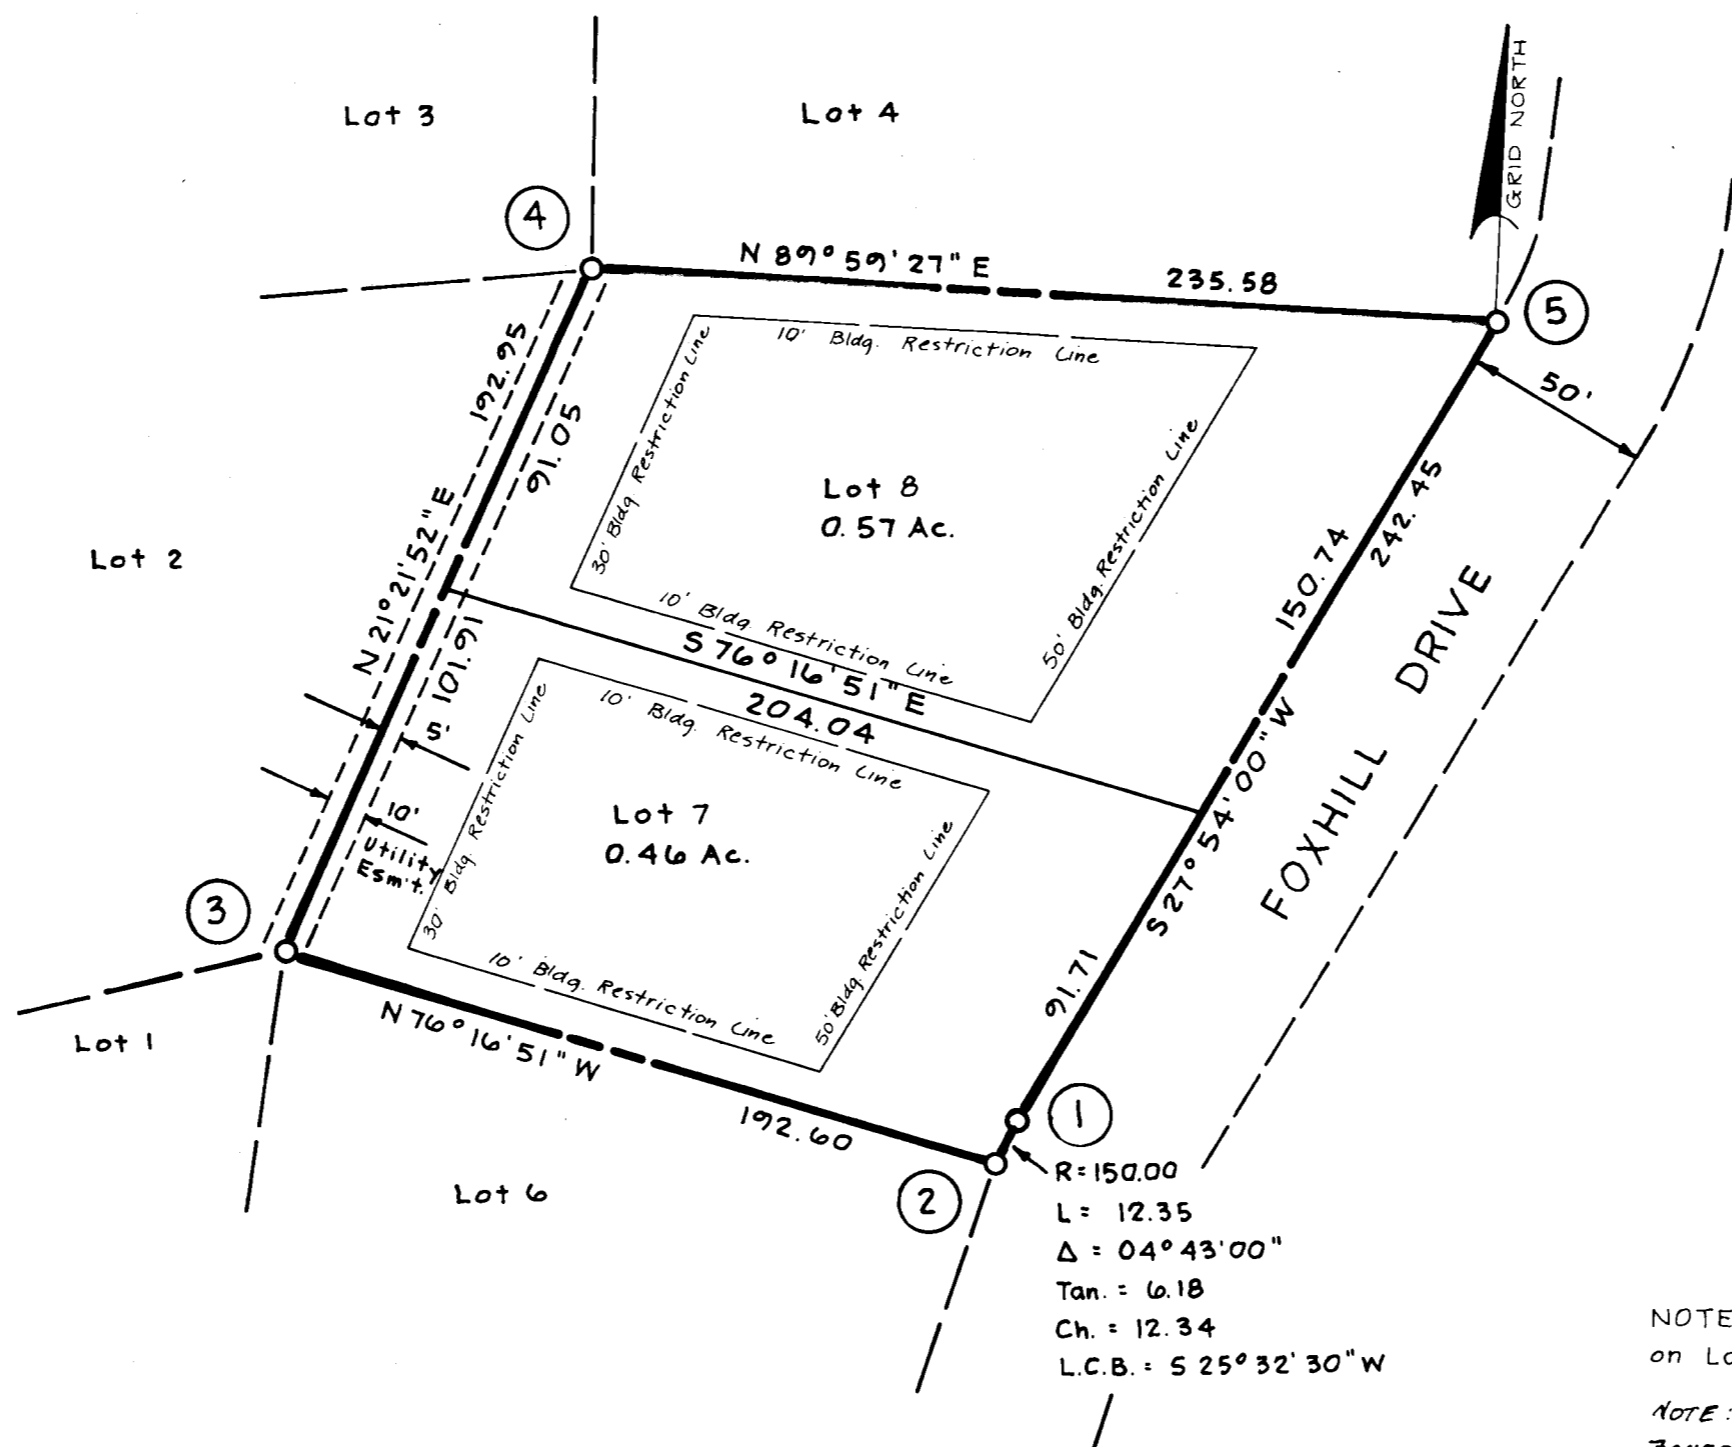 Lot 3
Lot 4
GRID NORTH
4
N 89° 59' 27" E
235.58
5
50'
10' Bldg. Restriction Line
30' Bldg. Restriction Line
192.95
91.05
Lot 8
0.57 Ac.
50' Bldg. Restriction Line
150.74
242.45
Lot 2
N 21° 21' 52" E
10' Bldg. Restriction Line
S 76° 16' 51" E
204.04
FOXHILL DRIVE
S 27° 54' 00" W
101.91
5'
10'
Utility
Esm't.
10' Bldg. Restriction Line
30' Bldg. Restriction Line
Lot 7
0.46 Ac.
50' Bldg. Restriction Line
10' Bldg. Restriction Line
91.71
3
Lot 1
N 76° 16' 51" W
192.60
1
2
Lot 6
R = 150.00
L = 12.35
Δ = 04° 43' 00"
Tan. = 6.18
Ch. = 12.34
L.C.B. = S 25° 32' 30" W
NOTE
on Lo
NOTE: